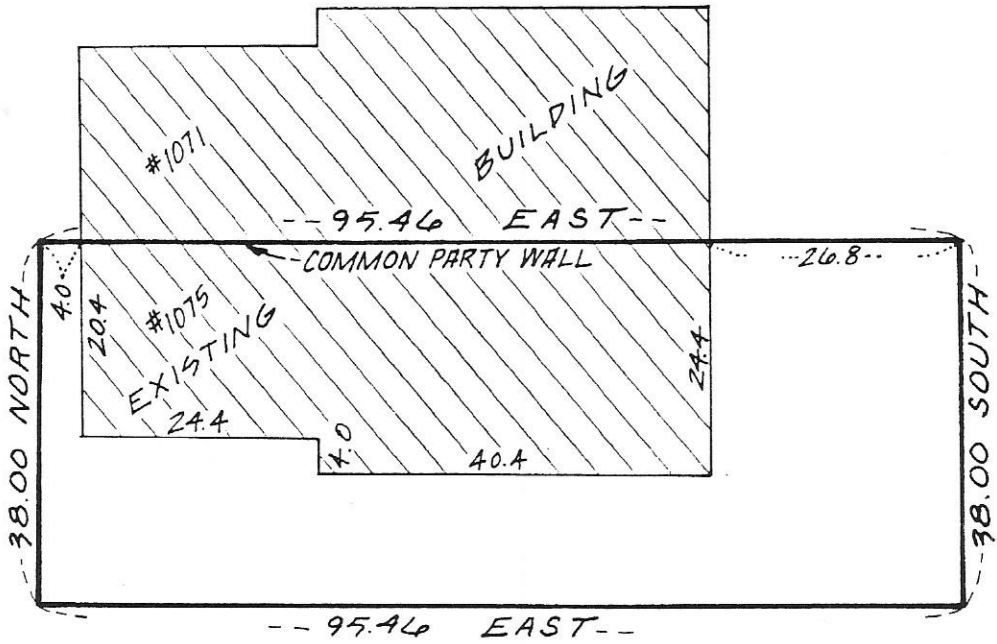 #1071
BUILDING
--95.46 EAST--
COMMON PARTY WALL
4.0
26.8
20.4
#1075
EXISTING
24.4
24.4
4.0
40.4
-38.00 NORTH-
-38.00 SOUTH-
--95.46 EAST--